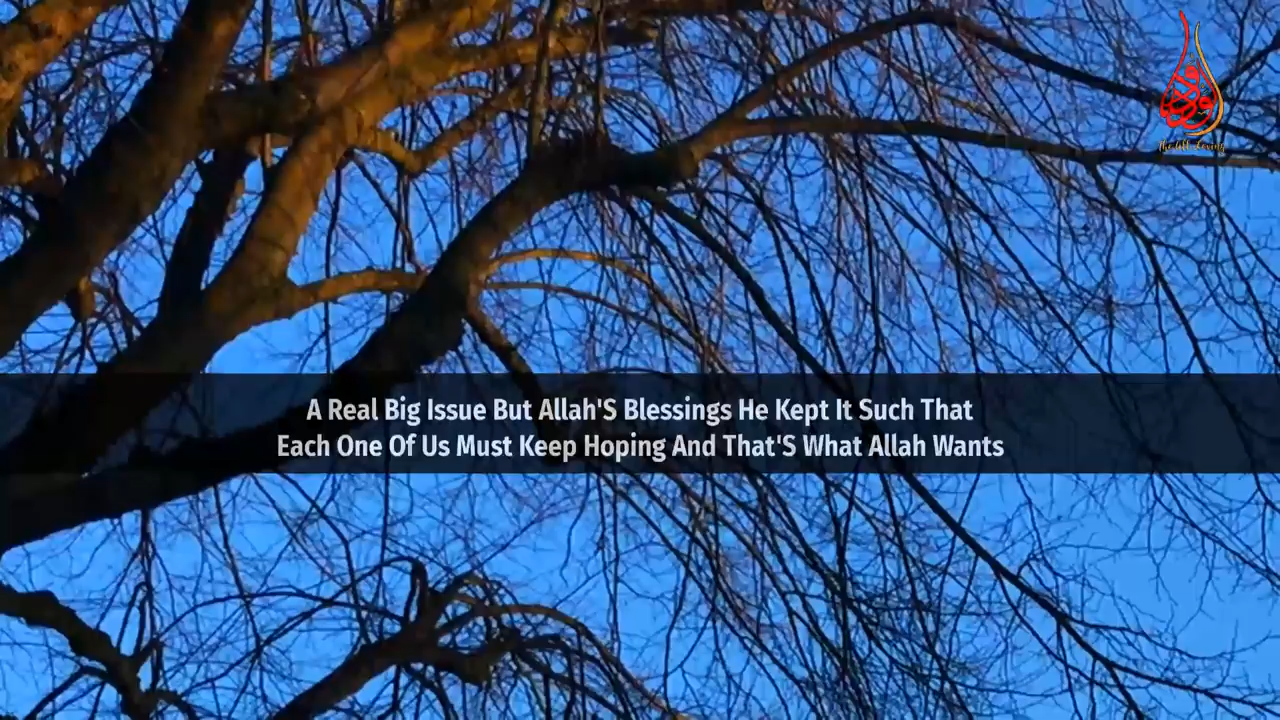 A Real Big Issue But Allah'S Blessings He Kept It Such That
Each One Of Us Must Keep Hoping And That'S What Allah Wants